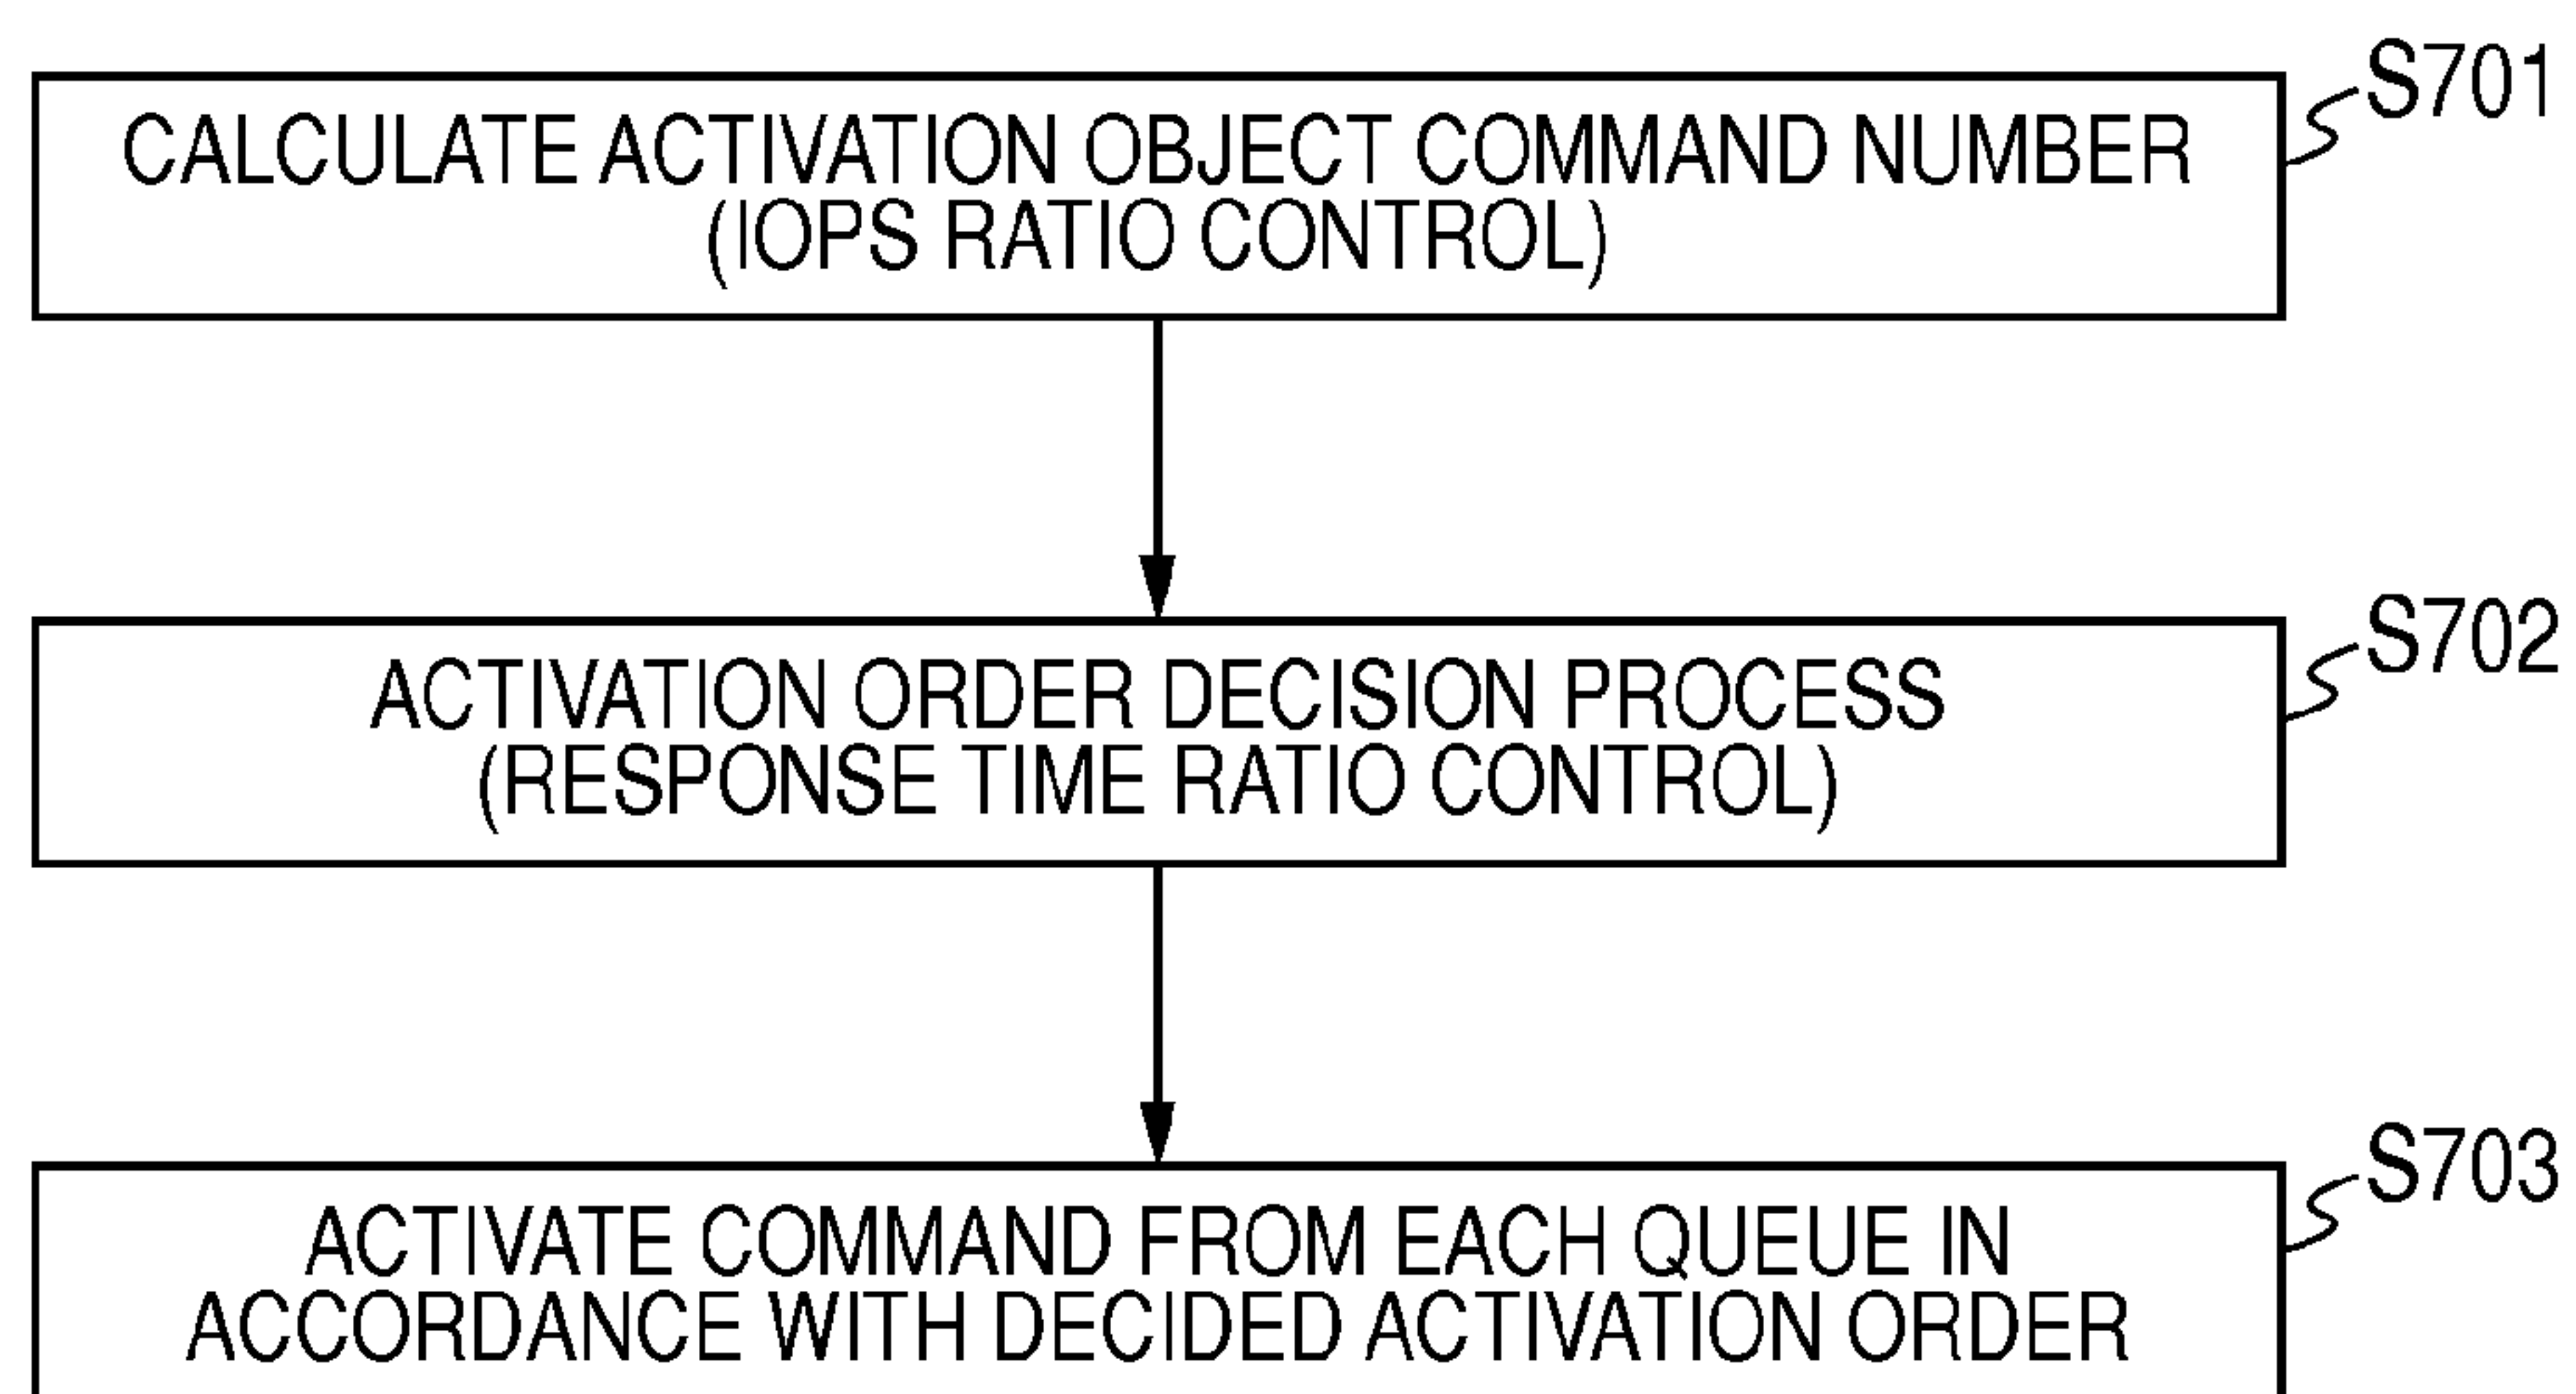 S701
CALCULATE ACTIVATION OBJECT COMMAND NUMBER
(IOPS RATIO CONTROL)
S702
ACTIVATION ORDER DECISION PROCESS
(RESPONSE TIME RATIO CONTROL)
S703
ACTIVATE COMMAND FROM EACH QUEUE IN
ACCORDANCE WITH DECIDED ACTIVATION ORDER